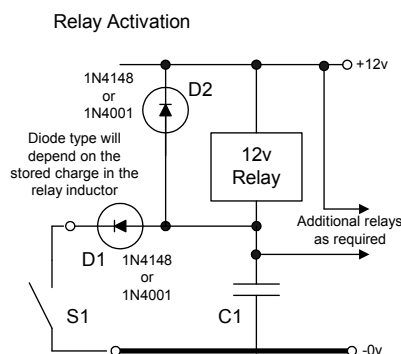 Relay Activation
+12v
1N4148
or
1N4001
D2
Diode type will
depend on the
stored charge in the
relay inductor
12v
Relay
Additional relays
as required
D1
1N4148
or
1N4001
S1
C1
-0v